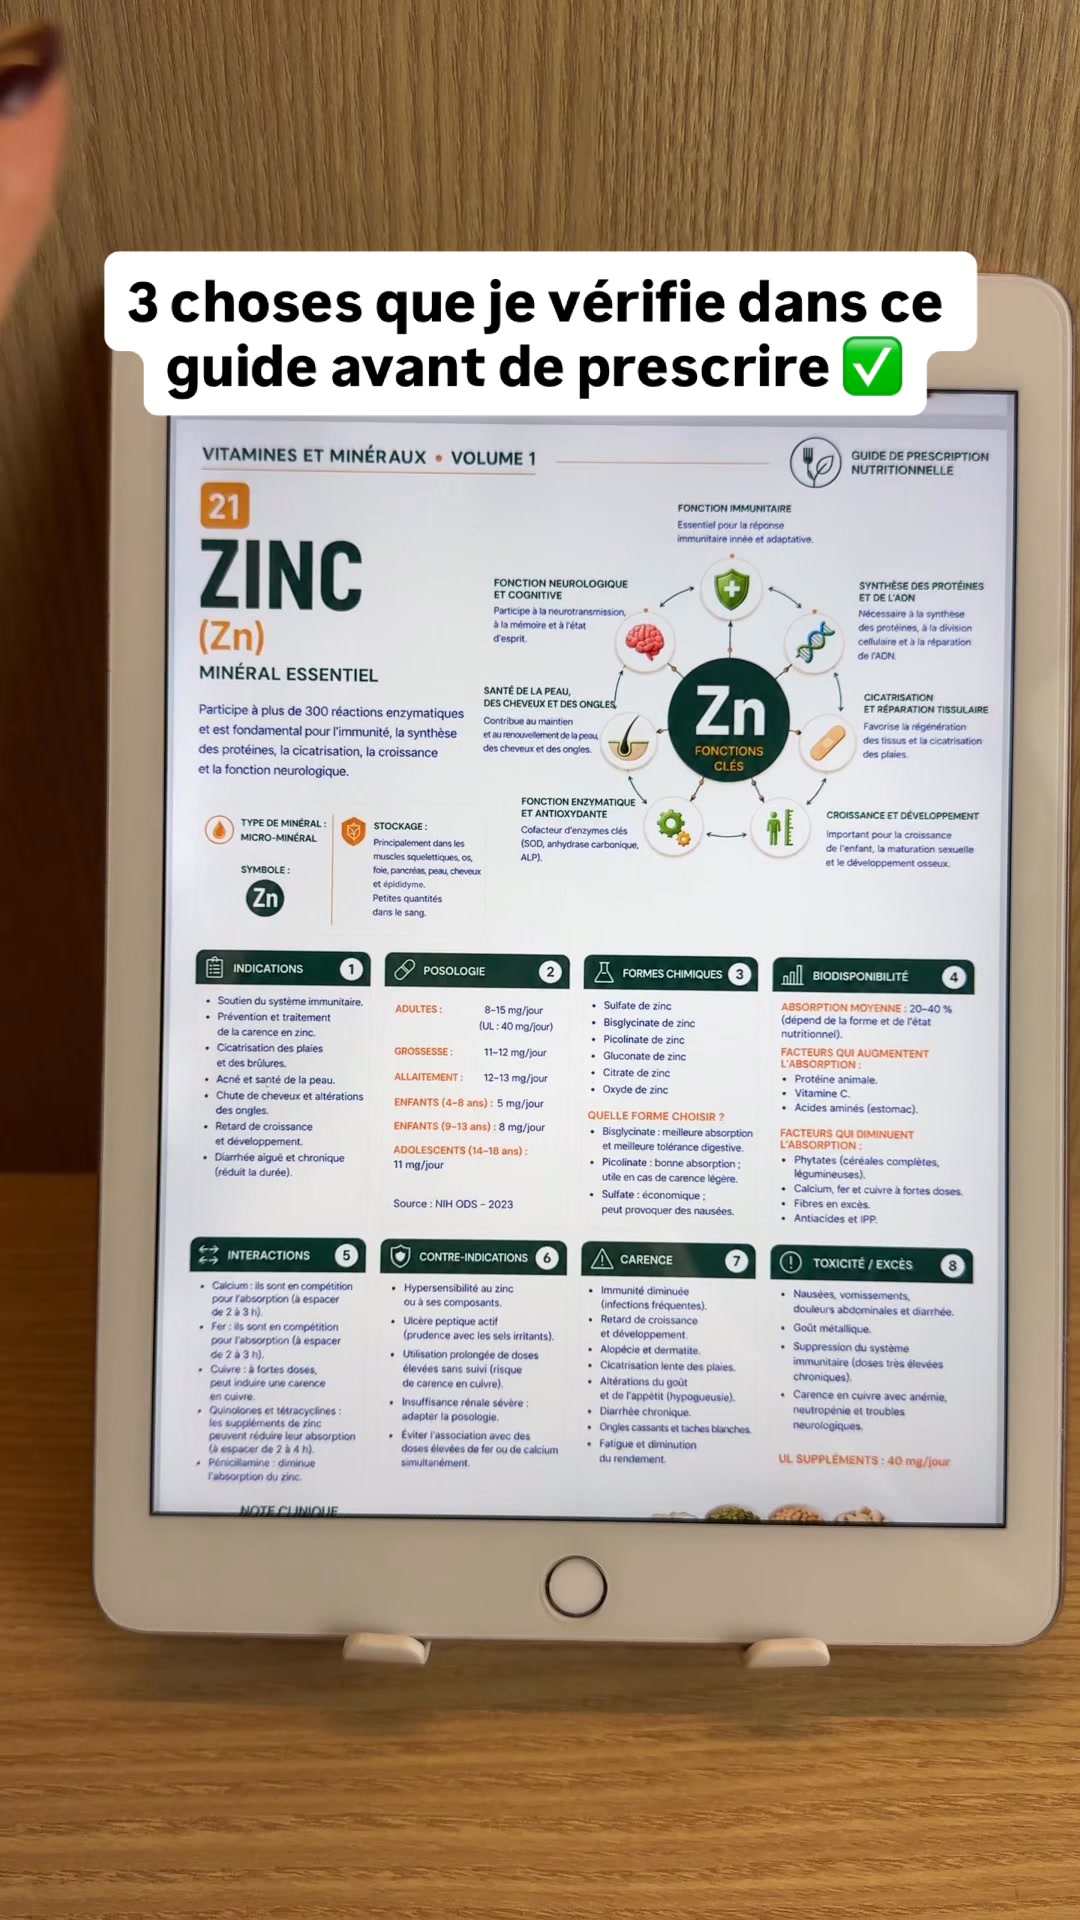 3 choses que je vérifie dans ce
guide avant de prescrire ✅
VITAMINES ET MINÉRAUX • VOLUME 1
GUIDE DE PRESCRIPTION
NUTRITIONNELLE
21
ZINC
(Zn)
MINÉRAL ESSENTIEL
Participe à plus de 300 réactions enzymatiques
et est fondamental pour l'immunité, la synthèse
des protéines, la cicatrisation, la croissance
et la fonction neurologique.
TYPE DE MINÉRAL :
MICRO-MINÉRAL
SYMBOLE :
Zn
STOCKAGE :
Principalement dans les
muscles squelettiques, os,
foie, pancréas, peau, cheveux
et épididyme.
Petites quantités
dans le sang.
FONCTION IMMUNITAIRE
Essentiel pour la réponse
immunitaire innée et adaptative.
FONCTION NEUROLOGIQUE
ET COGNITIVE
Participe à la neurotransmission,
à la mémoire et à l'état
d'esprit.
SYNTHÈSE DES PROTÉINES
ET DE L'ADN
Nécessaire à la synthèse
des protéines, à la division
cellulaire et à la réparation
de l'ADN.
SANTÉ DE LA PEAU,
DES CHEVEUX ET DES ONGLES
Contribue au maintien
et au renouvellement de la peau,
des cheveux et des ongles.
Zn
FONCTIONS
CLÉS
CICATRISATION
ET RÉPARATION TISSULAIRE
Favorise la régénération
des tissus et la cicatrisation
des plaies.
FONCTION ENZYMATIQUE
ET ANTIOXYDANTE
Cofacteur d'enzymes clés
(SOD, anhydrase carbonique,
ALP).
CROISSANCE ET DÉVELOPPEMENT
Important pour la croissance
de l'enfant, la maturation sexuelle
et le développement osseux.
INDICATIONS 1
• Soutien du système immunitaire.
• Prévention et traitement
de la carence en zinc.
• Cicatrisation des plaies
et des brûlures.
• Acné et santé de la peau.
• Chute de cheveux et altérations
des ongles.
• Retard de croissance
et développement.
• Diarrhée aiguë et chronique
(réduit la durée).
POSOLOGIE 2
ADULTES : 8–15 mg/jour
(UL : 40 mg/jour)
GROSSESSE : 11–12 mg/jour
ALLAITEMENT : 12–13 mg/jour
ENFANTS (4–8 ans) : 5 mg/jour
ENFANTS (9–13 ans) : 8 mg/jour
ADOLESCENTS (14–18 ans) :
11 mg/jour
Source : NIH ODS – 2023
FORMES CHIMIQUES 3
• Sulfate de zinc
• Bisglycinate de zinc
• Picolinate de zinc
• Gluconate de zinc
• Citrate de zinc
• Oxyde de zinc
QUELLE FORME CHOISIR ?
• Bisglycinate : meilleure absorption
et meilleure tolérance digestive.
• Picolinate : bonne absorption ;
utile en cas de carence légère.
• Sulfate : économique ;
peut provoquer des nausées.
BIODISPONIBILITÉ 4
ABSORPTION MOYENNE : 20–40 %
(dépend de la forme et de l'état
nutritionnel).
FACTEURS QUI AUGMENTENT
L'ABSORPTION :
• Protéine animale.
• Vitamine C.
• Acides aminés (estomac).
FACTEURS QUI DIMINUENT
L'ABSORPTION :
• Phytates (céréales complètes,
légumineuses).
• Calcium, fer et cuivre à fortes doses.
• Fibres en excès.
• Antiacides et IPP.
INTERACTIONS 5
• Calcium : ils sont en compétition
pour l'absorption (à espacer
de 2 à 3 h).
• Fer : ils sont en compétition
pour l'absorption (à espacer
de 2 à 3 h).
• Cuivre : à fortes doses,
peut induire une carence
en cuivre.
• Quinolones et tétracyclines :
les suppléments de zinc
peuvent réduire leur absorption
(à espacer de 2 à 4 h).
• Pénicillamine : diminue
l'absorption du zinc.
CONTRE-INDICATIONS 6
• Hypersensibilité au zinc
ou à ses composants.
• Ulcère peptique actif
(prudence avec les sels irritants).
• Utilisation prolongée de doses
élevées sans suivi (risque
de carence en cuivre).
• Insuffisance rénale sévère :
adapter la posologie.
• Éviter l'association avec des
doses élevées de fer ou de calcium
simultanément.
CARENCE 7
• Immunité diminuée
(infections fréquentes).
• Retard de croissance
et développement.
• Alopécie et dermatite.
• Cicatrisation lente des plaies.
• Altérations du goût
et de l'appétit (hypogueusie).
• Diarrhée chronique.
• Ongles cassants et taches blanches.
• Fatigue et diminution
du rendement.
TOXICITÉ / EXCÈS 8
• Nausées, vomissements,
douleurs abdominales et diarrhée.
• Goût métallique.
• Suppression du système
immunitaire (doses très élevées
chroniques).
• Carence en cuivre avec anémie,
neutropénie et troubles
neurologiques.
UL SUPPLÉMENTS : 40 mg/jour
NOTE CLINIQUE